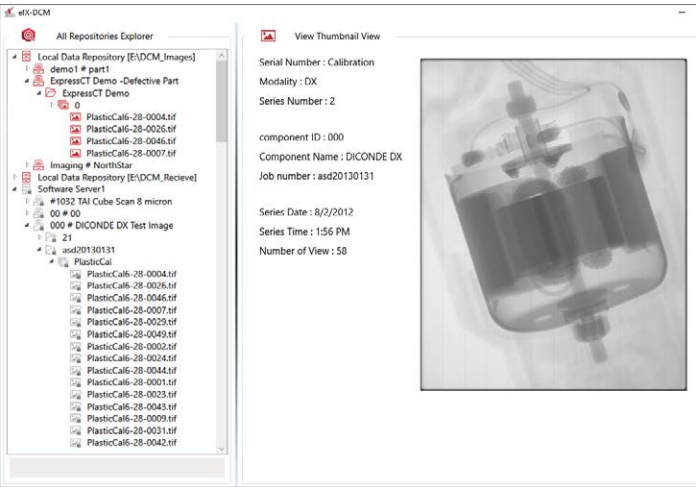 efX-DCM
All Repositories Explorer
Local Data Repository [E:\DCM_Images]
demo1 # part1
ExpressCT Demo -Defective Part
ExpressCT Demo
0
PlasticCal6-28-0004.tif
PlasticCal6-28-0026.tif
PlasticCal6-28-0046.tif
PlasticCal6-28-0007.tif
Imaging # NorthStar
Local Data Repository [E:\DCM_Recieve]
Software Server1
#1032 TAI Cube Scan 8 micron
00 # 00
000 # DICONDE DX Test Image
21
asd20130131
PlasticCal
PlasticCal6-28-0004.tif
PlasticCal6-28-0026.tif
PlasticCal6-28-0046.tif
PlasticCal6-28-0007.tif
PlasticCal6-28-0029.tif
PlasticCal6-28-0049.tif
PlasticCal6-28-0002.tif
PlasticCal6-28-0024.tif
PlasticCal6-28-0044.tif
PlasticCal6-28-0001.tif
PlasticCal6-28-0023.tif
PlasticCal6-28-0043.tif
PlasticCal6-28-0009.tif
PlasticCal6-28-0031.tif
PlasticCal6-28-0042.tif
View Thumbnail View
Serial Number : Calibration
Modality : DX
Series Number : 2
component ID : 000
Component Name : DICONDE DX
Job number : asd20130131
Series Date : 8/2/2012
Series Time : 1:56 PM
Number of View : 58